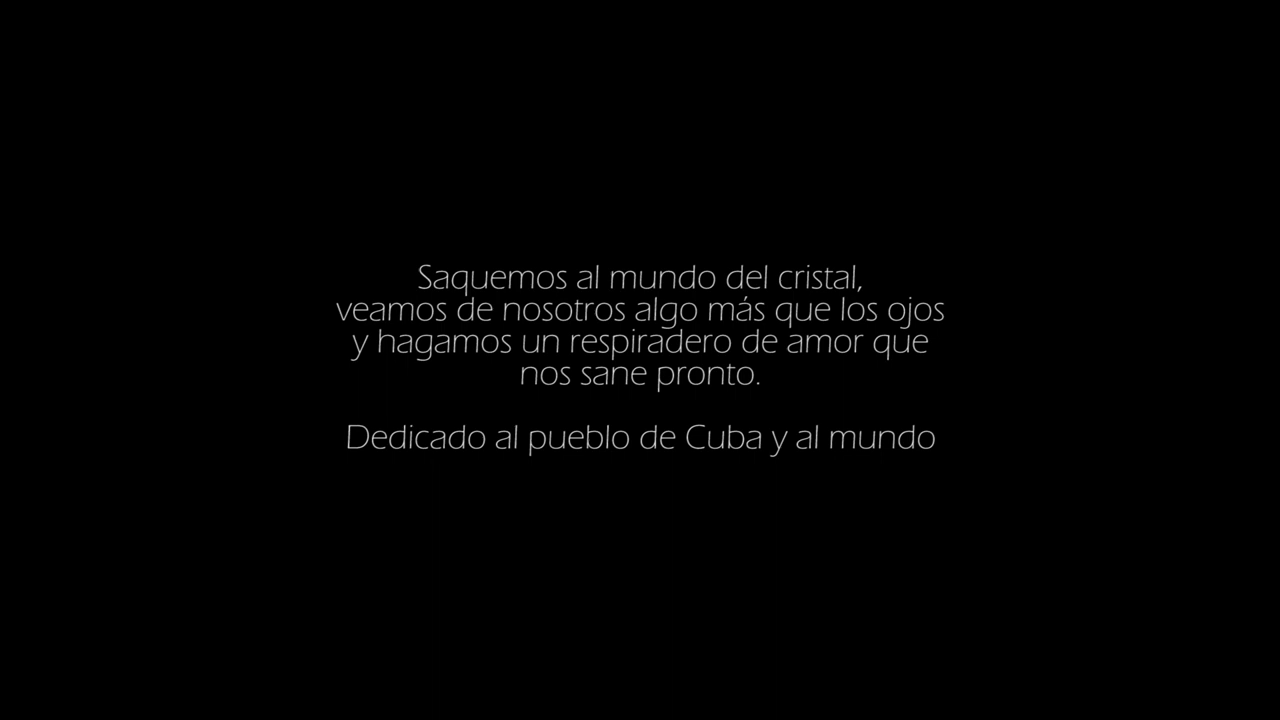 Saquemos al mundo del cristal,
veamos de nosotros algo más que los ojos
y hagamos un respiradero de amor que
nos sane pronto.
Dedicado al pueblo de Cuba y al mundo